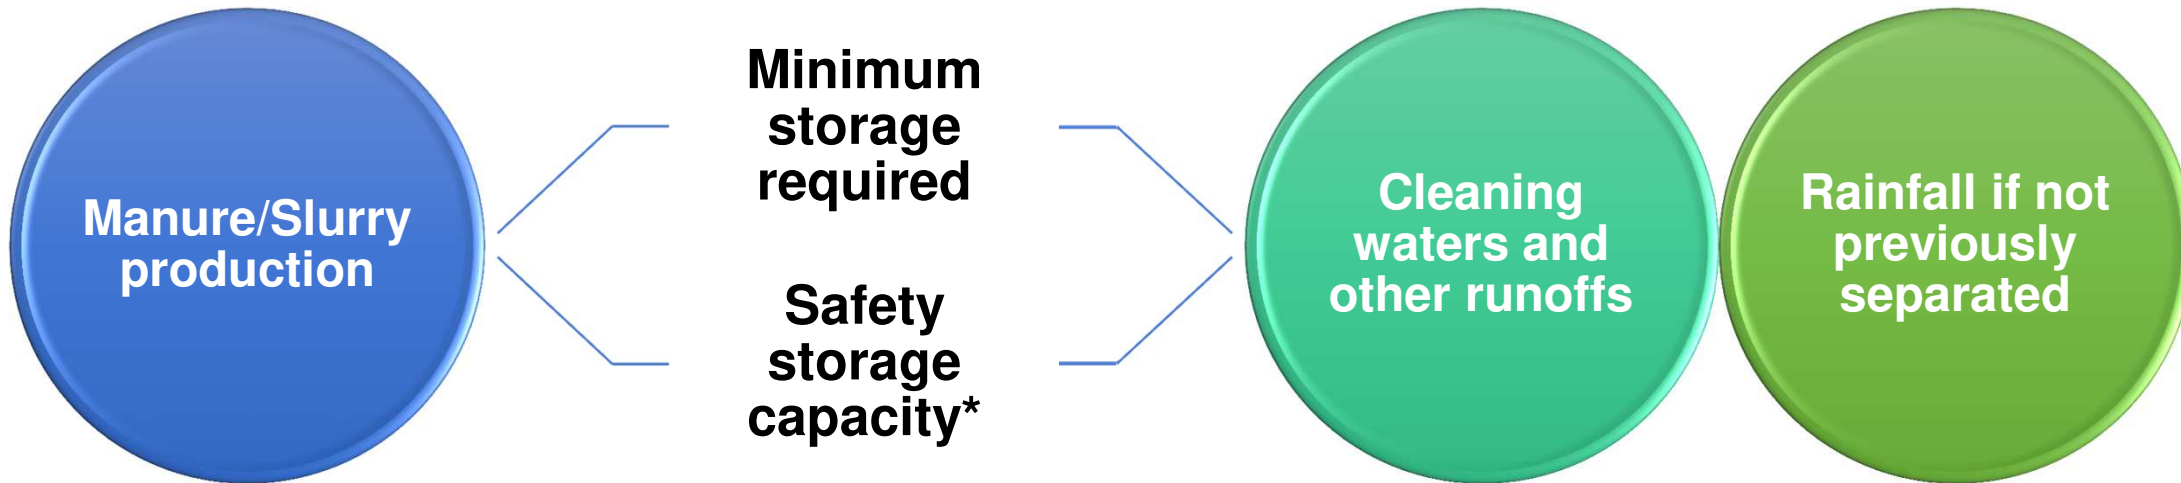 Manure/Slurry
production
Minimum
storage
required
Safety
storage
capacity*
Cleaning
waters and
other runoffs
Rainfall if not
previously
separated